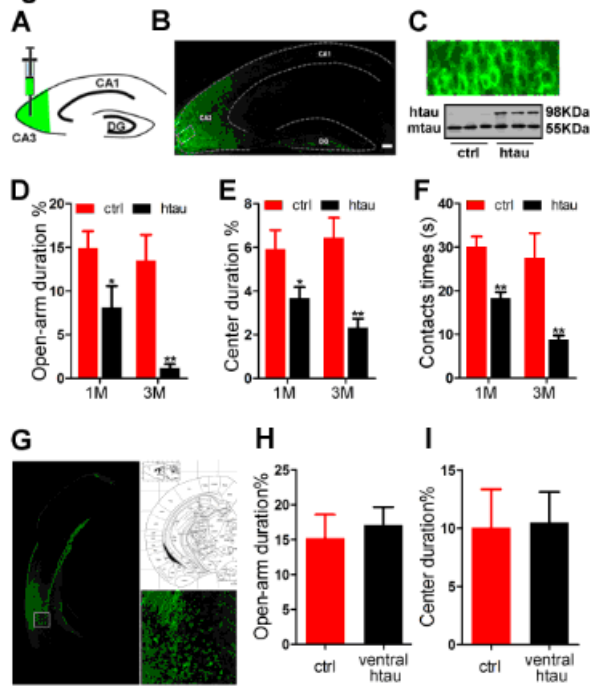 A
CA1
DG
CA3
B
CA1
CA3
DG
C
htau
98KDa
mtau
55KDa
ctrl
htau
D
ctrl
htau
Open-arm duration %
20
15
10
5
0
*
**
1M
3M
E
ctrl
htau
Center duration %
8
6
4
2
0
*
**
1M
3M
F
ctrl
htau
Contacts times (s)
40
30
20
10
0
**
**
1M
3M
G
H
Open-arm duration%
25
20
15
10
5
0
ctrl
ventral
htau
I
Center duration%
15
10
5
0
ctrl
ventral
htau